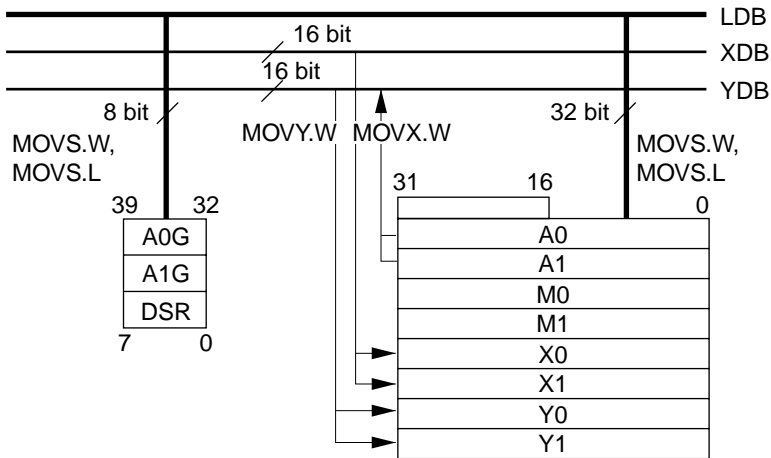 LDB
16 bit
XDB
16 bit
YDB
8 bit
MOVY.W MOVX.W
32 bit
MOVS.W,
MOVS.L
MOVS.W,
MOVS.L
39 32
31 16 0
A0G
A1G
DSR
7 0
A0
A1
M0
M1
X0
X1
Y0
Y1